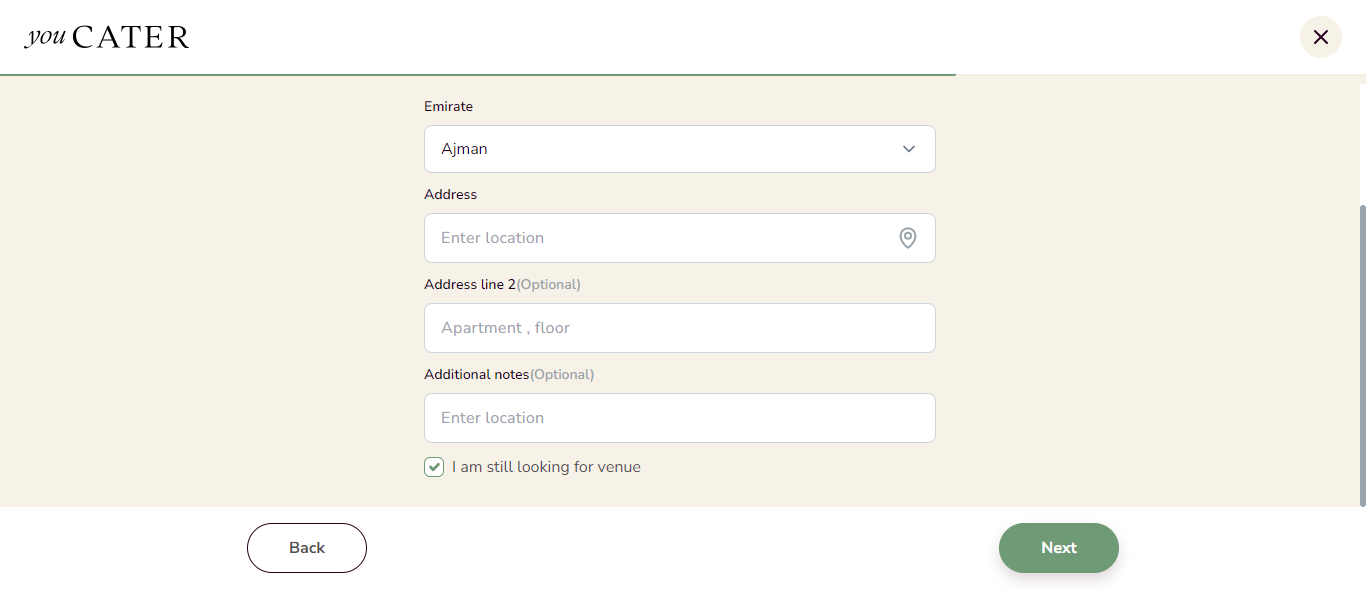 you CATER
Emirate
Ajman
Address
Enter location
Address line 2(Optional)
Apartment , floor
Additional notes(Optional)
Enter location
I am still looking for venue
Back
Next